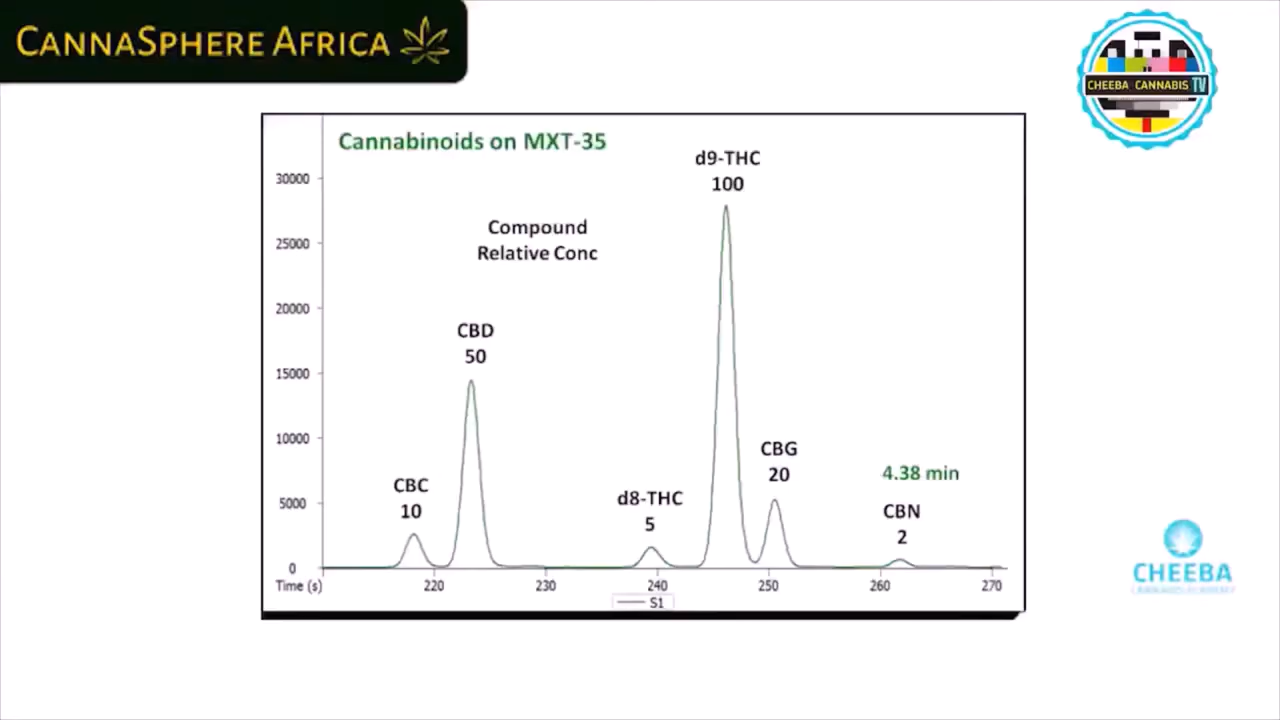 CANNASPHERE AFRICA
CHEEBA CANNABIS TV
Cannabinoids on MXT-35
d9-THC
100
Compound
Relative Conc
CBD
50
CBG
20
4.38 min
CBC
10
d8-THC
5
CBN
2
30000
25000
20000
15000
10000
5000
0
Time (s)
220
230
240
250
260
270
S1
CHEEBA
CANNABIS ACADEMY